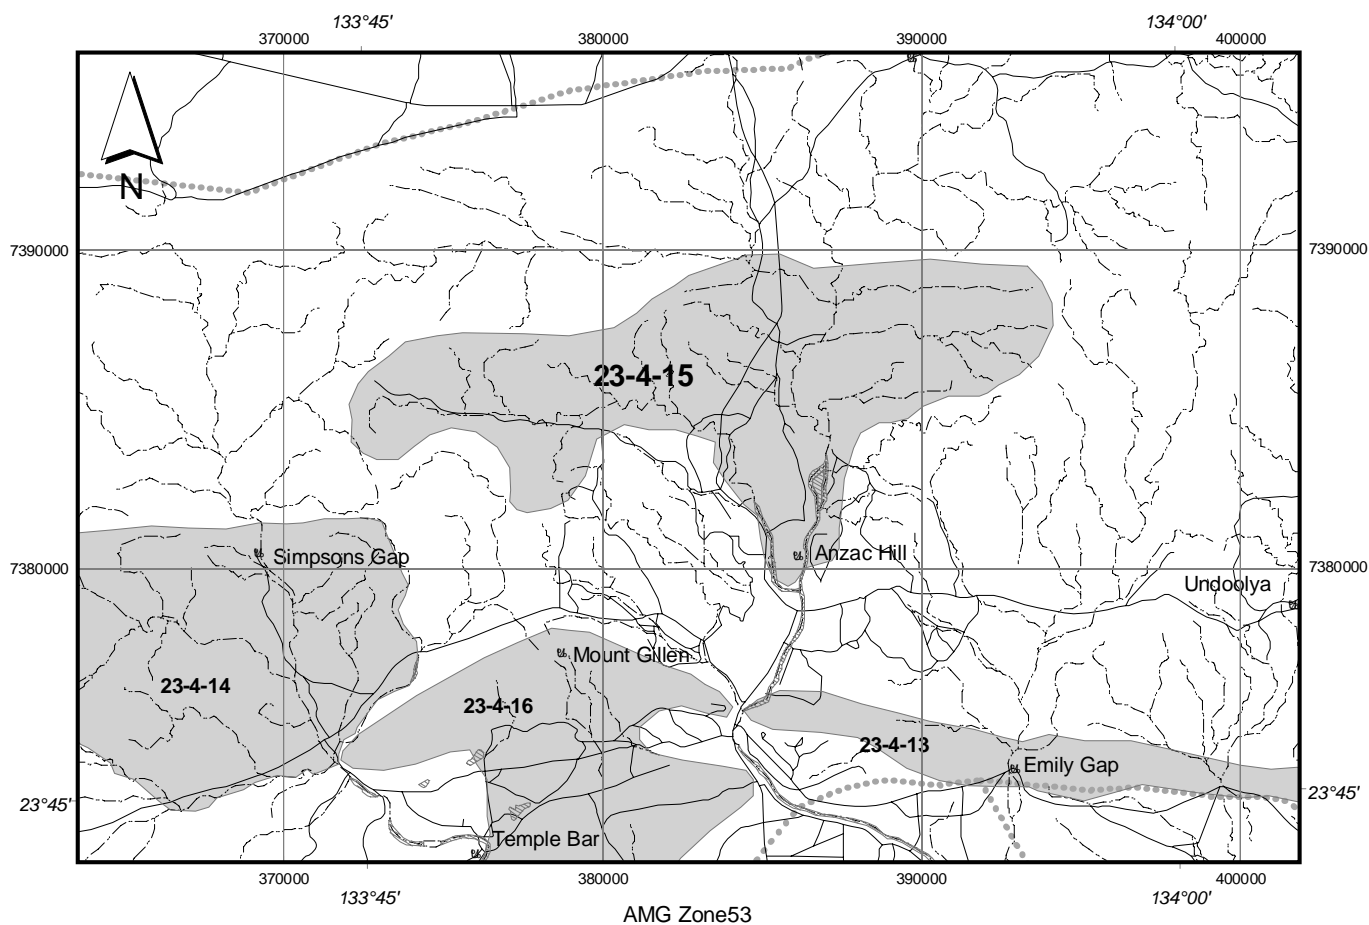 133°45' 134°00'
370000 380000 390000 400000
N
7390000 7390000
23-4-15
Simpsons Gap Anzac Hill
7380000 7380000
Undoolya
Mount Gillen
23-4-14
23-4-16
23-4-13
Emily Gap
23°45' 23°45'
Temple Bar
370000 380000 390000 400000
133°45' 134°00'
AMG Zone53